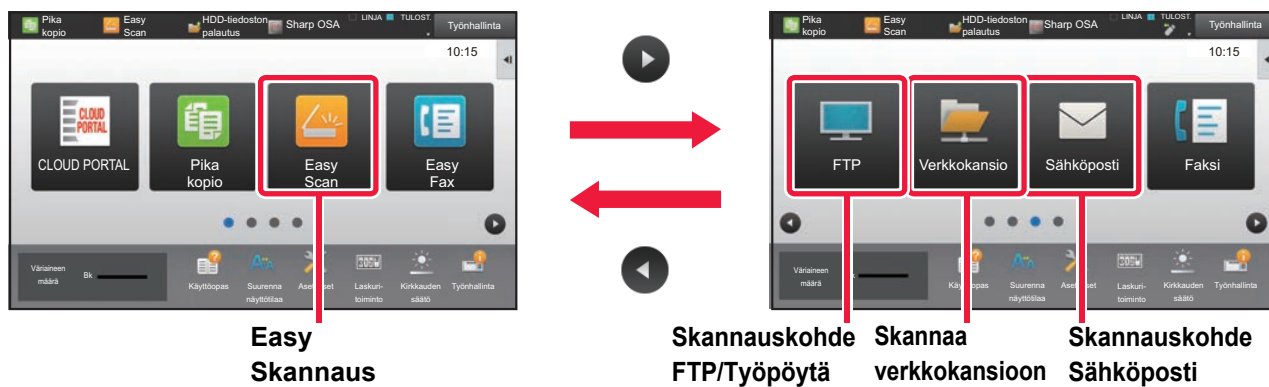 Pika
kopio
Easy
Scan
HDD-tiedoston
palautus
Sharp OSA
LINJA
TULOST.
Työnhallinta
10:15
CLOUD
PORTAL
CLOUD PORTAL
Pika
kopio
Easy
Scan
Easy
Fax
Väriaineen
määrä
Bk
Käyttöopas
Suurenna
näyttötilaa
Laskuri-
toiminto
Kirkkauden
säätö
Työnhallinta
Easy
Skannaus
Pika
kopio
Easy
Scan
HDD-tiedoston
palautus
Sharp OSA
LINJA
TULOST.
Työnhallinta
10:15
FTP
Verkkokansio
Sähköposti
Faksi
Väriaineen
määrä
Suurenna
näyttötilaa
Laskuri-
toiminto
Kirkkauden
säätö
Työnhallinta
Skannauskohde
FTP/Työpöytä
Skannaa
verkkokansioon
Skannauskohde
Sähköposti